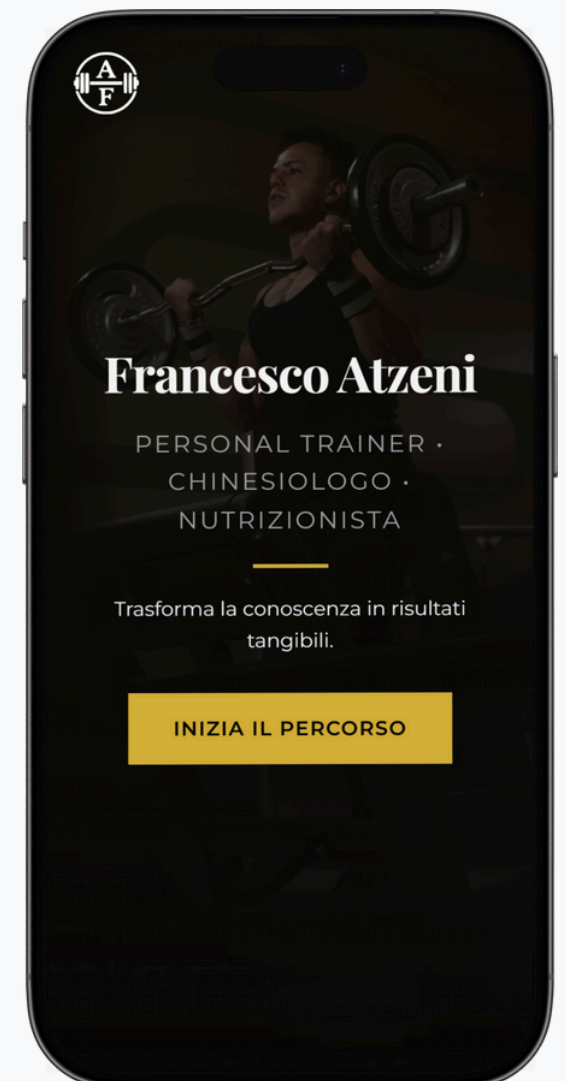 A
F
Francesco Atzeni
PERSONAL TRAINER •
CHINESIOLOGO •
NUTRIZIONISTA
Trasforma la conoscenza in risultati
tangibili.
INIZIA IL PERCORSO